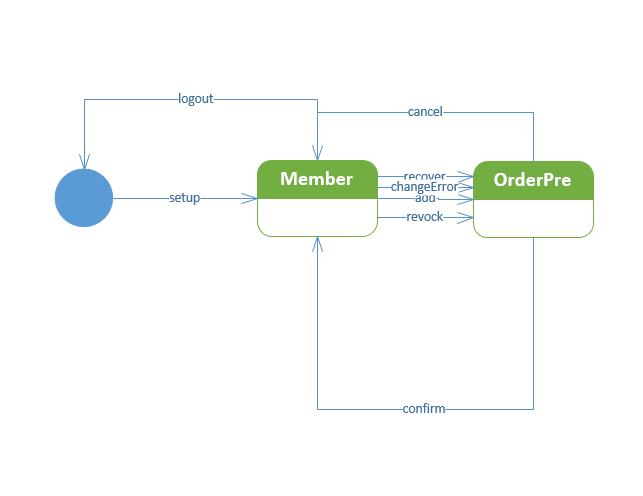 logout
cancel
Member
recover
OrderPre
changeError
setup
add
revock
confirm